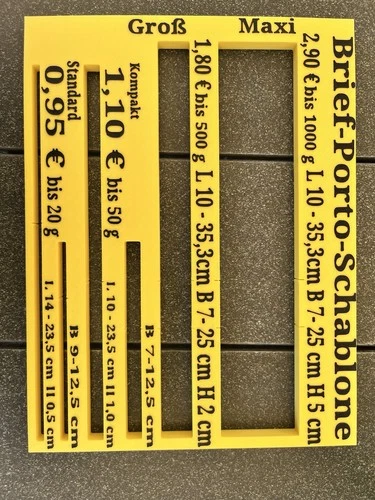 Brief-Porto-Schablone
Maxi
2,90 € bis 1000 g L 10 - 35,3cm B 7- 25 cm H 5 cm
Groß
1,80 € bis 500 g L 10 - 35,3cm B 7- 25 cm H 2 cm
Kompakt
1,10 € bis 50 g
B 7-12,5 cm
L 10 - 23,5 cm H 1,0 cm
Standard
0,95 € bis 20 g
B 9-12,5 cm
L 14 - 23,5 cm H 0,5 cm